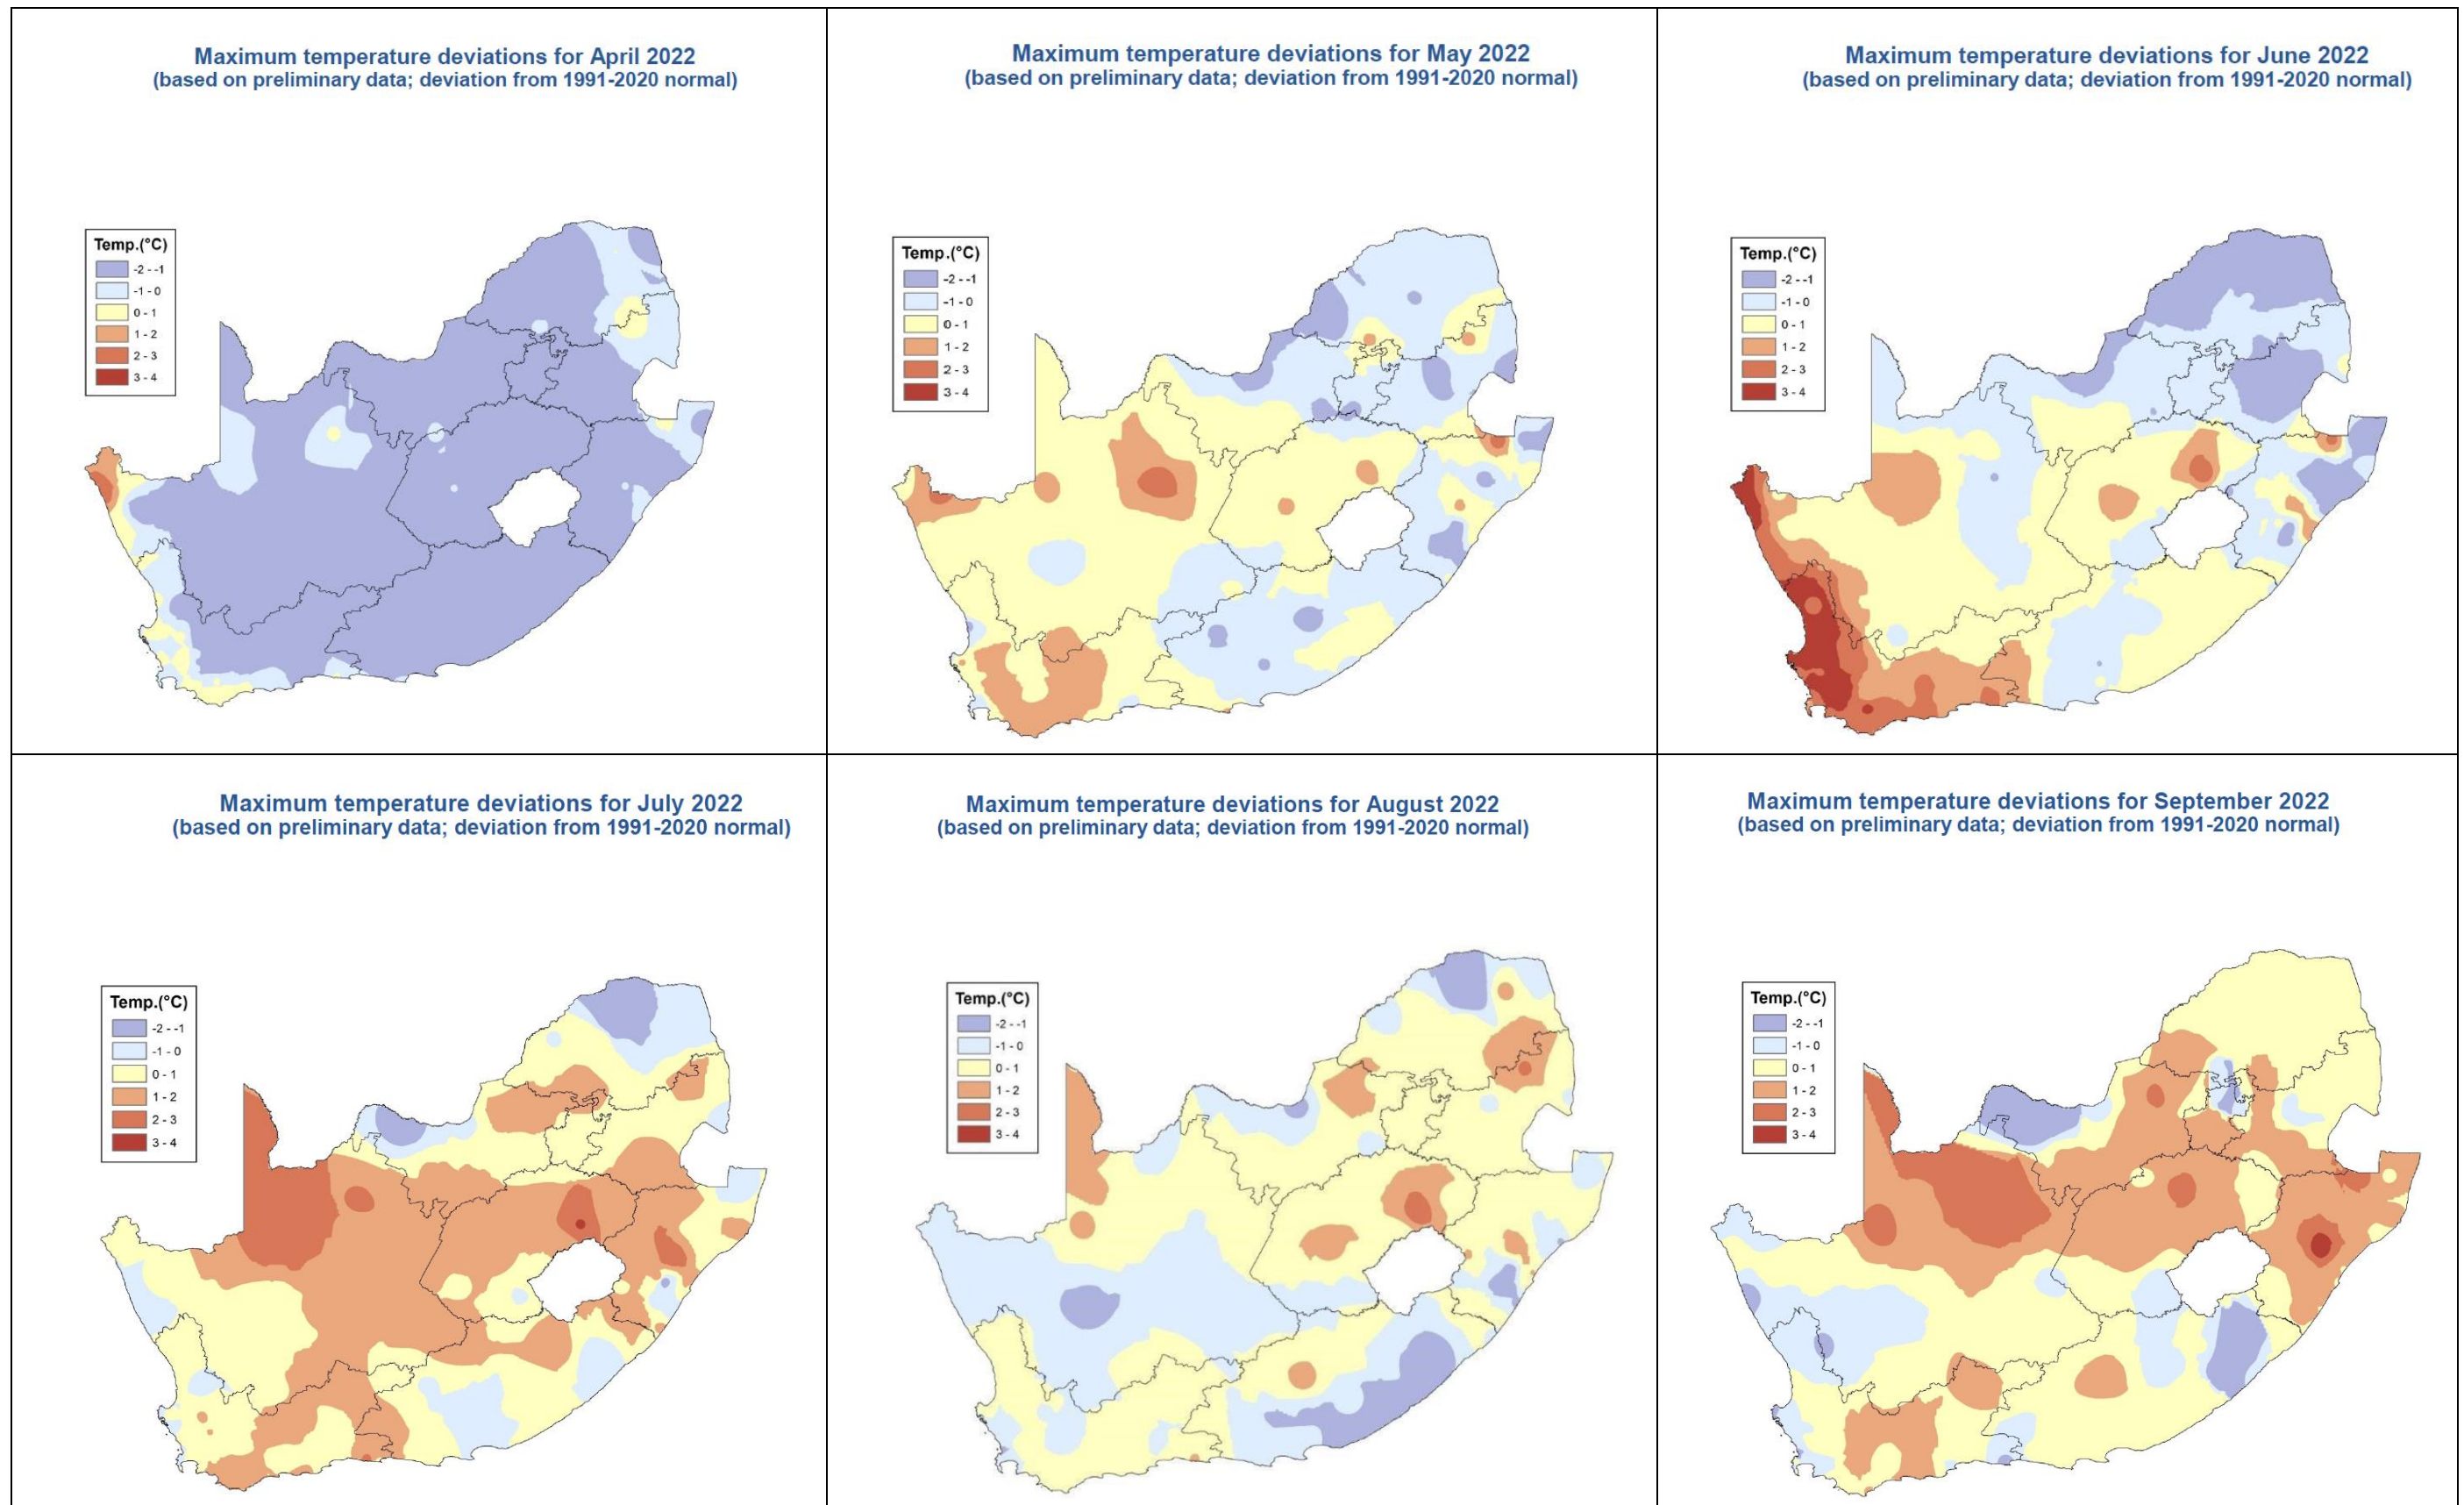 Maximum temperature deviations for April 2022
(based on preliminary data; deviation from 1991-2020 normal)
Temp.(°C)
-2 - -1
-1 - 0
0 - 1
1 - 2
2 - 3
3 - 4
Maximum temperature deviations for May 2022
(based on preliminary data; deviation from 1991-2020 normal)
Temp.(°C)
-2 - -1
-1 - 0
0 - 1
1 - 2
2 - 3
3 - 4
Maximum temperature deviations for June 2022
(based on preliminary data; deviation from 1991-2020 normal)
Temp.(°C)
-2 - -1
-1 - 0
0 - 1
1 - 2
2 - 3
3 - 4
Maximum temperature deviations for July 2022
(based on preliminary data; deviation from 1991-2020 normal)
Temp.(°C)
-2 - -1
-1 - 0
0 - 1
1 - 2
2 - 3
3 - 4
Maximum temperature deviations for August 2022
(based on preliminary data; deviation from 1991-2020 normal)
Temp.(°C)
-2 - -1
-1 - 0
0 - 1
1 - 2
2 - 3
3 - 4
Maximum temperature deviations for September 2022
(based on preliminary data; deviation from 1991-2020 normal)
Temp.(°C)
-2 - -1
-1 - 0
0 - 1
1 - 2
2 - 3
3 - 4